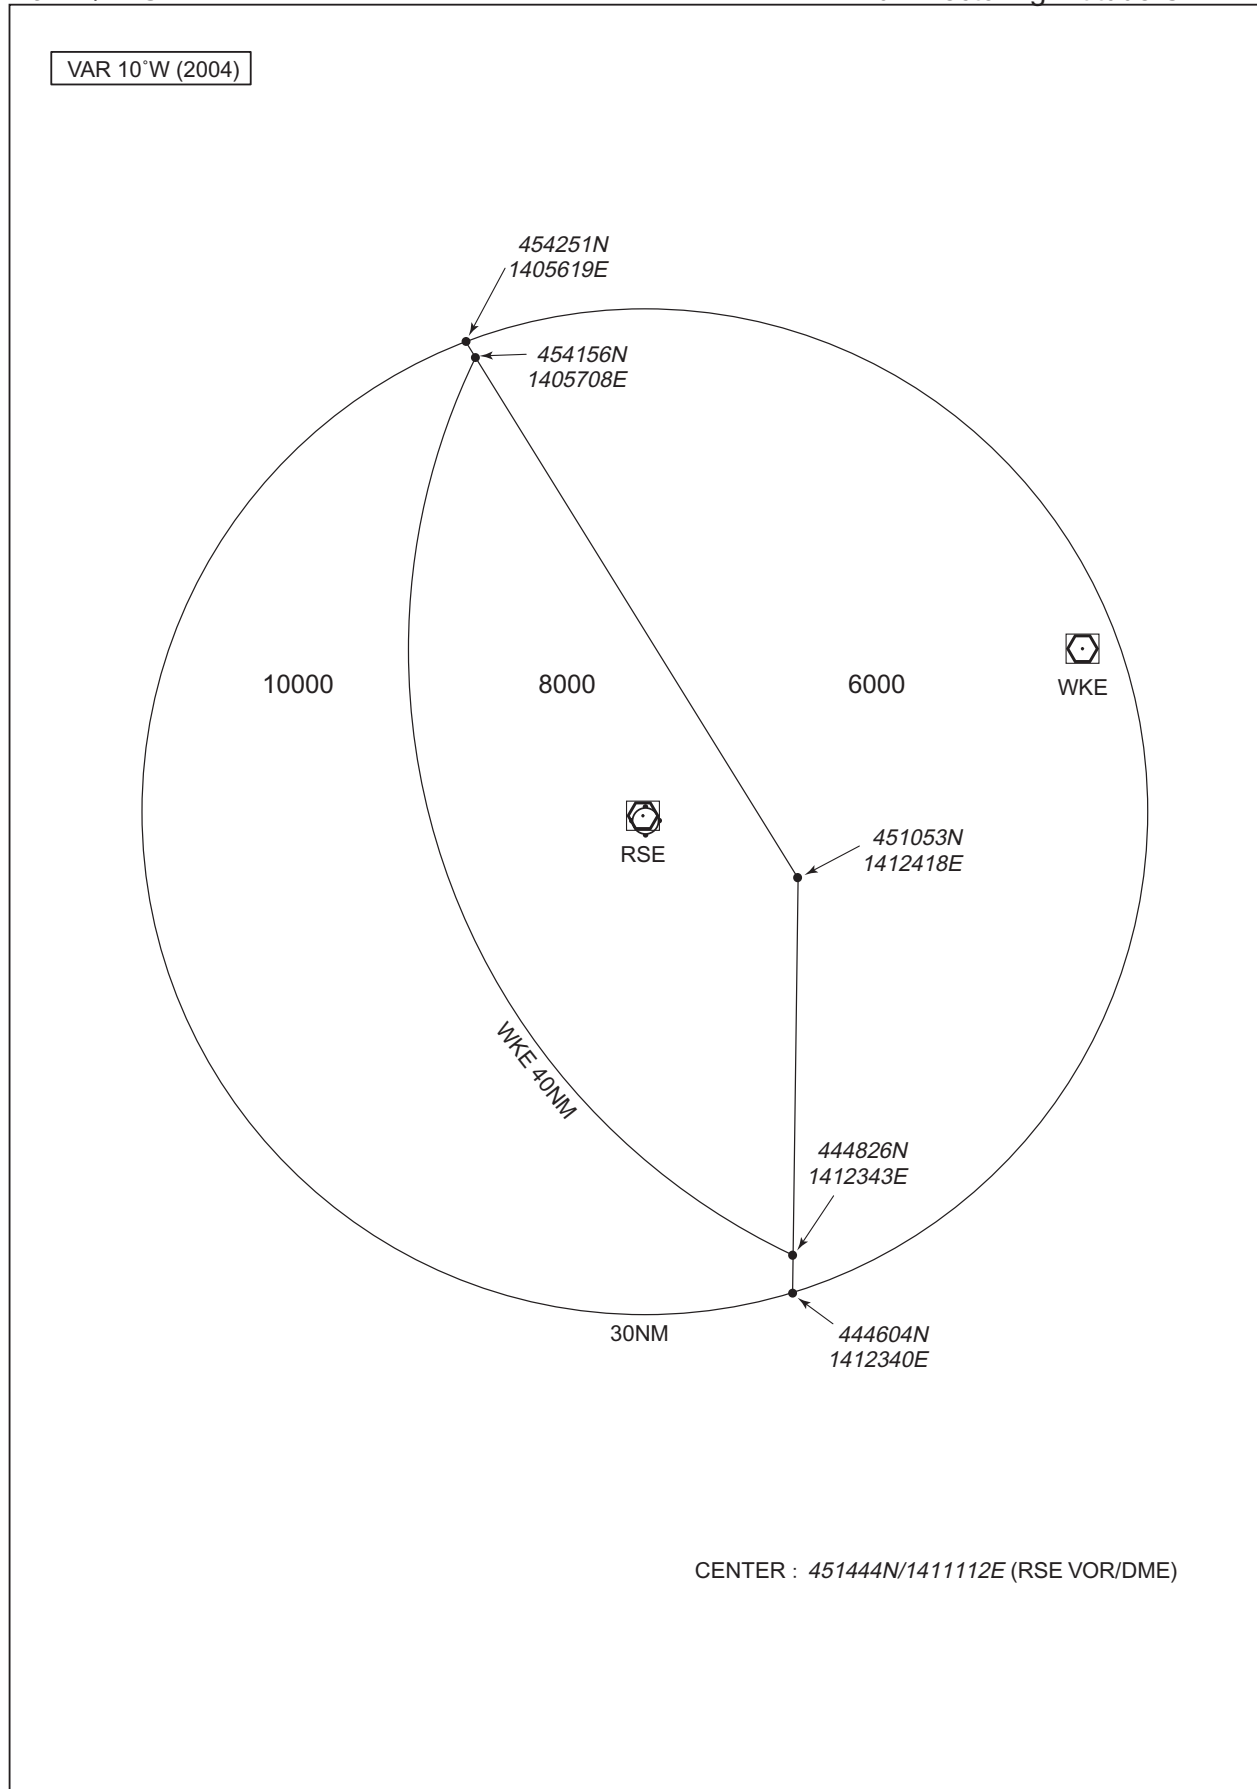 VAR 10˚W (2004)
454251N
1405619E
454156N
1405708E
10000
8000
6000
WKE
RSE
451053N
1412418E
WKE 40NM
444826N
1412343E
30NM
444604N
1412340E
CENTER : 451444N/1411112E (RSE VOR/DME)